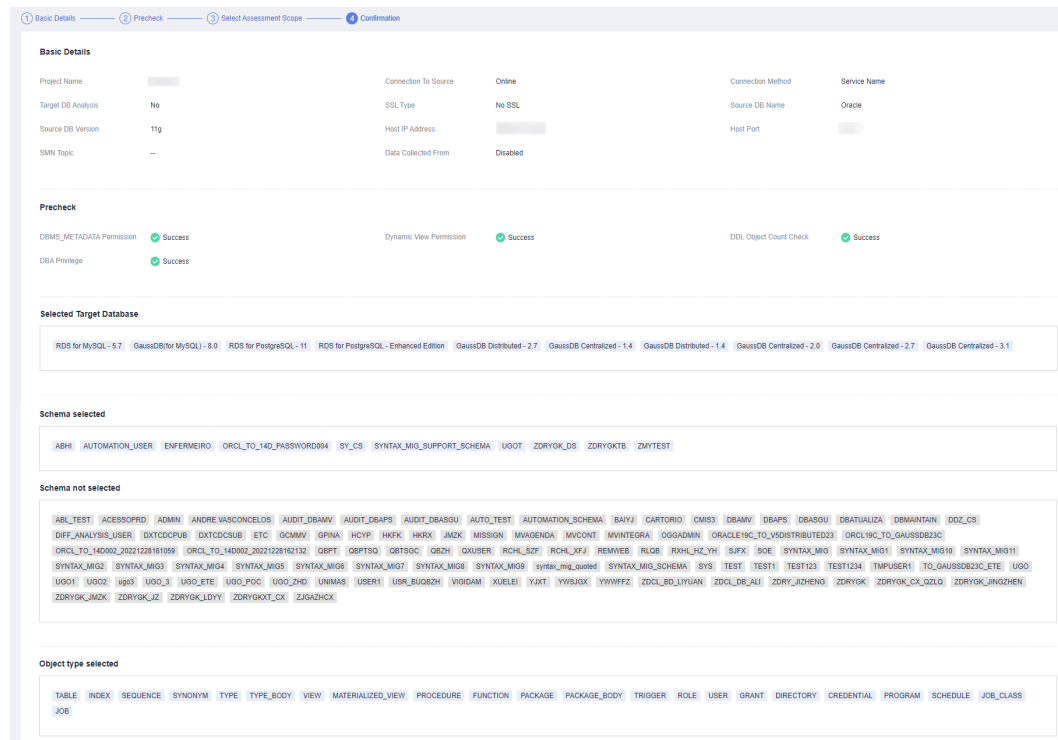 1 Basic Details 2 Precheck 3 Select Assessment Scope 4 Confirmation
Basic Details
Project Name Connection To Source Online Connection Method Service Name
Target DB Analysis No SSL Type No SSL Source DB Name Oracle
Source DB Version 11g Host IP Address Host Port
SMN Topic -- Data Collected From Disabled
Precheck
DBMS_METADATA Permission Success Dynamic View Permission Success DDL Object Count Check Success
DBA Privilege Success
Selected Target Database
RDS for MySQL - 5.7 GaussDB(for MySQL) - 8.0 RDS for PostgreSQL - 11 RDS for PostgreSQL - Enhanced Edition GaussDB Distributed - 2.7 GaussDB Centralized - 1.4 GaussDB Distributed - 1.4 GaussDB Centralized - 2.0 GaussDB Centralized - 2.7 GaussDB Centralized - 3.1
Schema selected
ABHI AUTOMATION_USER ENFERMEIRO ORCL_TO_14D_PASSWORD004 SY_CS SYNTAX_MIG_SUPPORT_SCHEMA UGOT ZDRYGK_DS ZDRYGKTB ZMYTEST
Schema not selected
ABL_TEST ACESSOPRD ADMIN ANDRE.VASCONCELOS AUDIT_DBAMV AUDIT_DBAPS AUDIT_DBASGU AUTO_TEST AUTOMATION_SCHEMA BAIYJ CARTORIO CMIS3 DBAMV DBAPS DBASGU DBATUALIZA DBMAINTAIN DDZ_CS
DIFF_ANALYSIS_USER DXTCDCPUB DXTCDCSUB ETC GCMMV GPINA HCYP HKFK HKRX JMZK MISSIGN MVAGENDA MVCONT MVINTEGRA OGGADMIN ORACLE19C_TO_V5DISTRIBUTED23 ORCL19C_TO_GAUSSDB23C
ORCL_TO_14D002_20221228161059 ORCL_TO_14D002_20221228162132 QBPT QBPTSQ QBTSGC QBZH QXUSER RCHL_SZF RCHL_XFJ REMWEB RLQB RXHL_HZ_YH SJFX SOE SYNTAX_MIG SYNTAX_MIG1 SYNTAX_MIG10 SYNTAX_MIG11
SYNTAX_MIG2 SYNTAX_MIG3 SYNTAX_MIG4 SYNTAX_MIG5 SYNTAX_MIG6 SYNTAX_MIG7 SYNTAX_MIG8 SYNTAX_MIG9 syntax_mig_quoted SYNTAX_MIG_SCHEMA SYS TEST TEST1 TEST123 TEST1234 TMPUSER1 TO_GAUSSDB23C_ETE UGO
UGO1 UGO2 ugo3 UGO_3 UGO_ETE UGO_POC UGO_ZHD UNIMAS USER1 USR_BUQBZH VIGIDAM XUELEI YJXT YWSJGX YWWFFZ ZDCL_BD_LIYUAN ZDCL_DB_ALI ZDRY_JIZHENG ZDRYGK ZDRYGK_CX_QZLQ ZDRYGK_JINGZHEN
ZDRYGK_JMZK ZDRYGK_JZ ZDRYGK_LDYY ZDRYGKXT_CX ZJGAZHCX
Object type selected
TABLE INDEX SEQUENCE SYNONYM TYPE TYPE_BODY VIEW MATERIALIZED_VIEW PROCEDURE FUNCTION PACKAGE PACKAGE_BODY TRIGGER ROLE USER GRANT DIRECTORY CREDENTIAL PROGRAM SCHEDULE JOB_CLASS
JOB